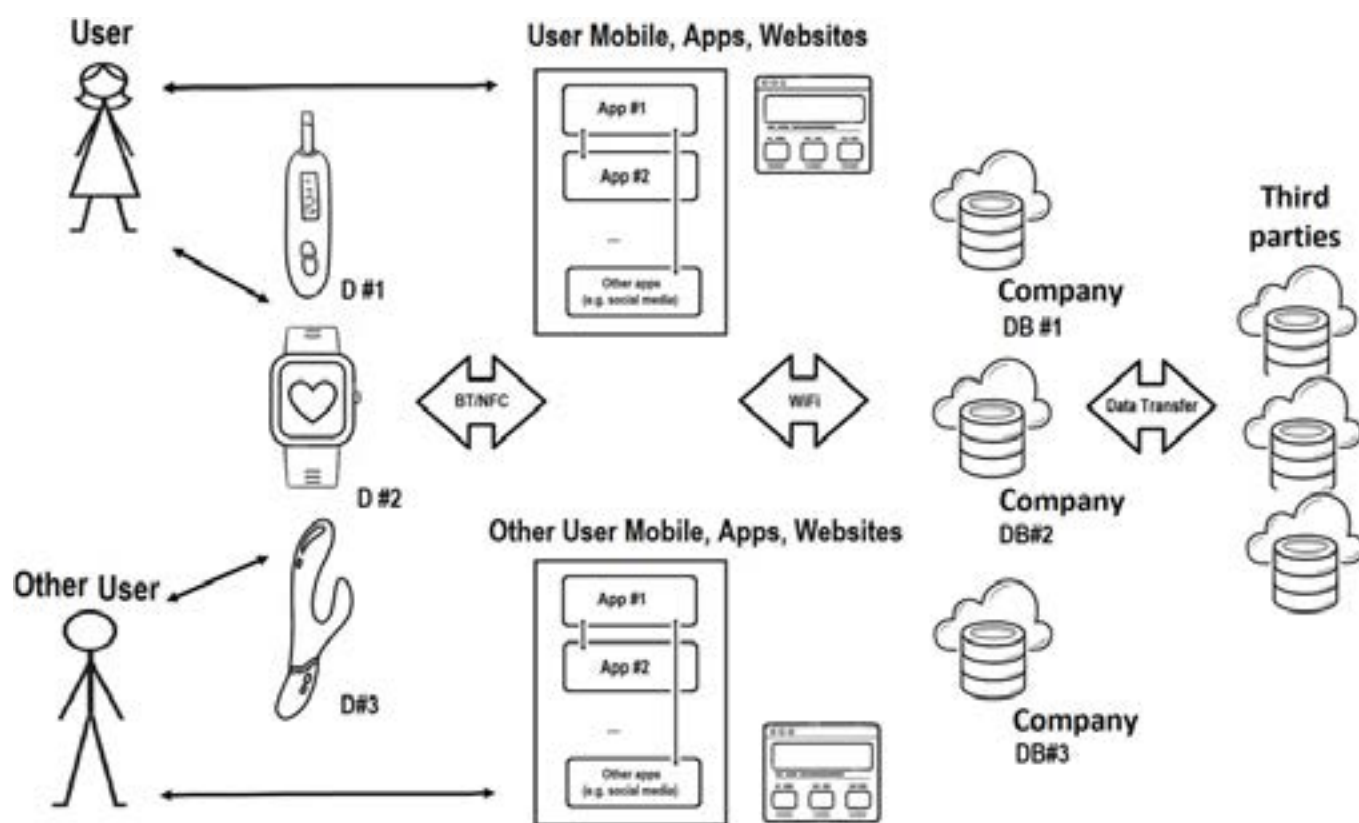 User
User Mobile, Apps, Websites
App #1
App #2
...
Other apps
(e.g. social media)
D #1
Company
DB #1
Third
parties
BT/NFC
WiFi
Data Transfer
D #2
Company
DB#2
Other User Mobile, Apps, Websites
Other User
App #1
App #2
...
Other apps
(e.g. social media)
D#3
Company
DB#3